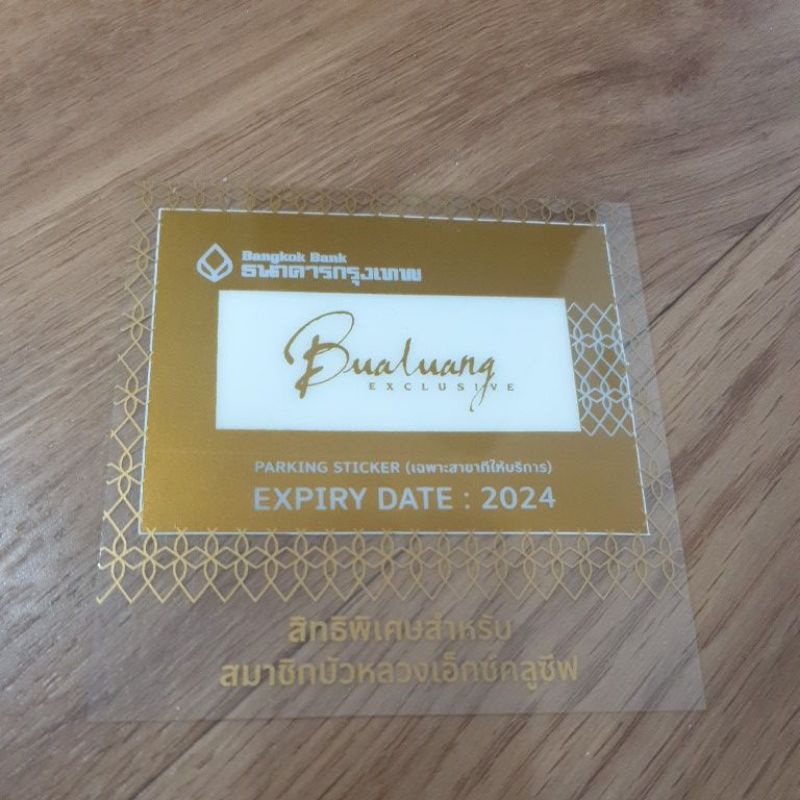 Bangkok Bank
ธนาคารกรุงเทพ
Bualuang
EXCLUSIVE
PARKING STICKER (เฉพาะสาขาที่ให้บริการ)
EXPIRY DATE : 2024
สิทธิพิเศษสำหรับ
สมาชิกบัวหลวงเอ็กซ์คลูซีฟ